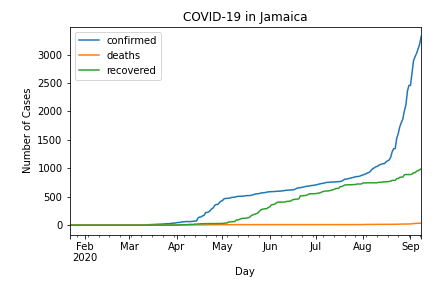 COVID-19 in Jamaica
confirmed
deaths
recovered
Number of Cases
3000
2500
2000
1500
1000
500
0
Feb Mar Apr May Jun Jul Aug Sep
2020
Day